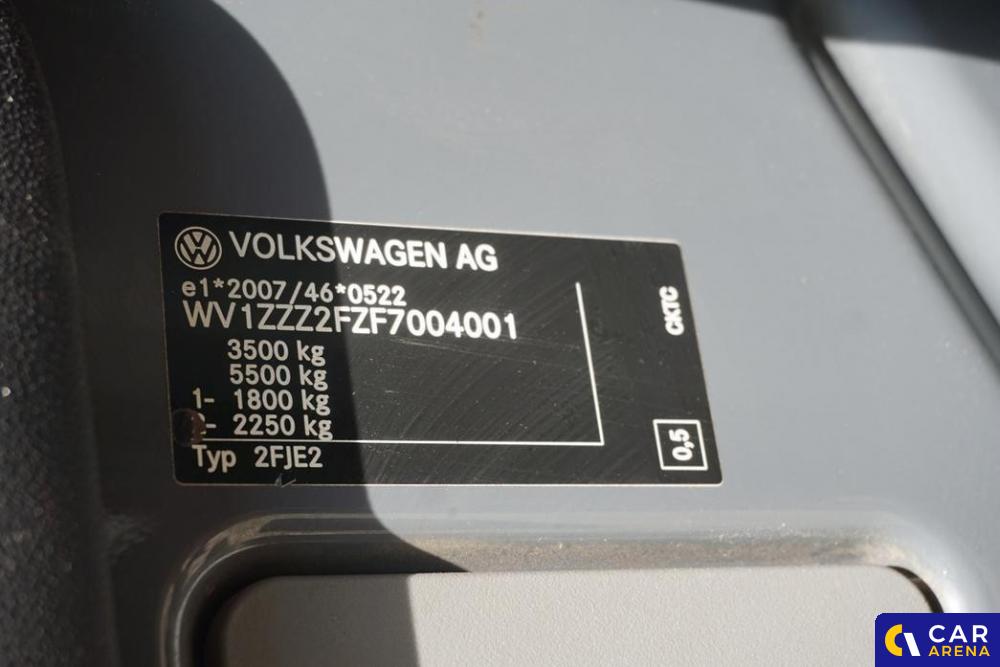 VOLKSWAGEN AG
e1*2007/46*0522
WV1ZZZ2FZF7004001
3500 kg
5500 kg
1- 1800 kg
2- 2250 kg
Typ 2FJE2
CKTC
0,5
CAR
ARENA